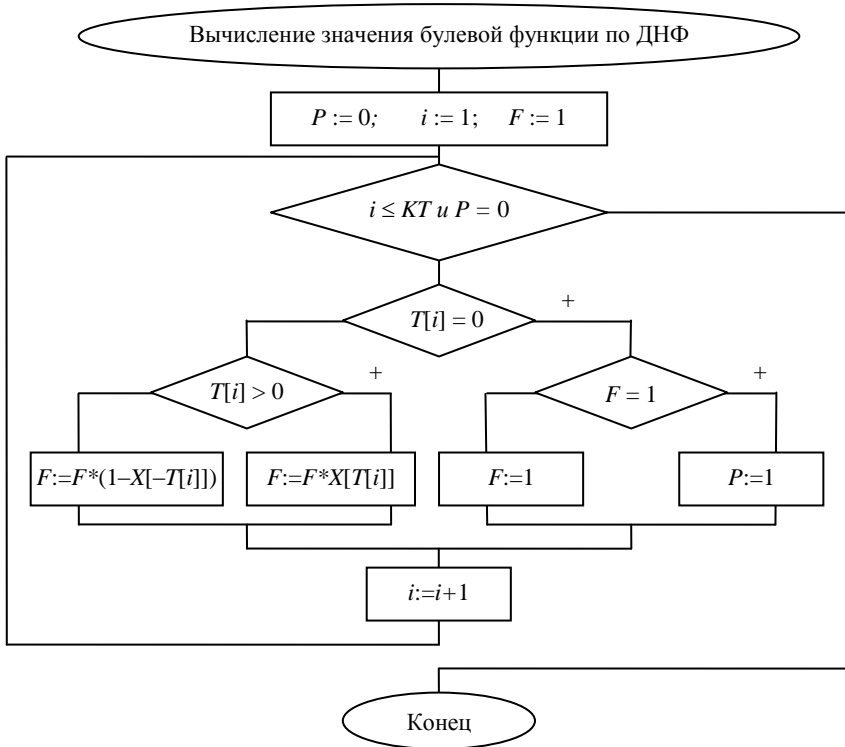 Вычисление значения булевой функции по ДНФ
P := 0; i := 1; F := 1
i ≤ KT и P = 0
T[i] = 0
+
T[i] > 0
+
F = 1
+
F:=F*(1–X[–T[i]])
F:=F*X[T[i]]
F:=1
P:=1
i:=i+1
Конец